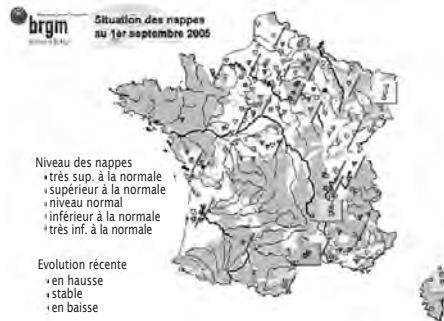 brgm
Situation des nappes
au 1er septembre 2005
Niveau des nappes
très sup. à la normale
supérieur à la normale
niveau normal
inférieur à la normale
très inf. à la normale
Evolution récente
en hausse
stable
en baisse